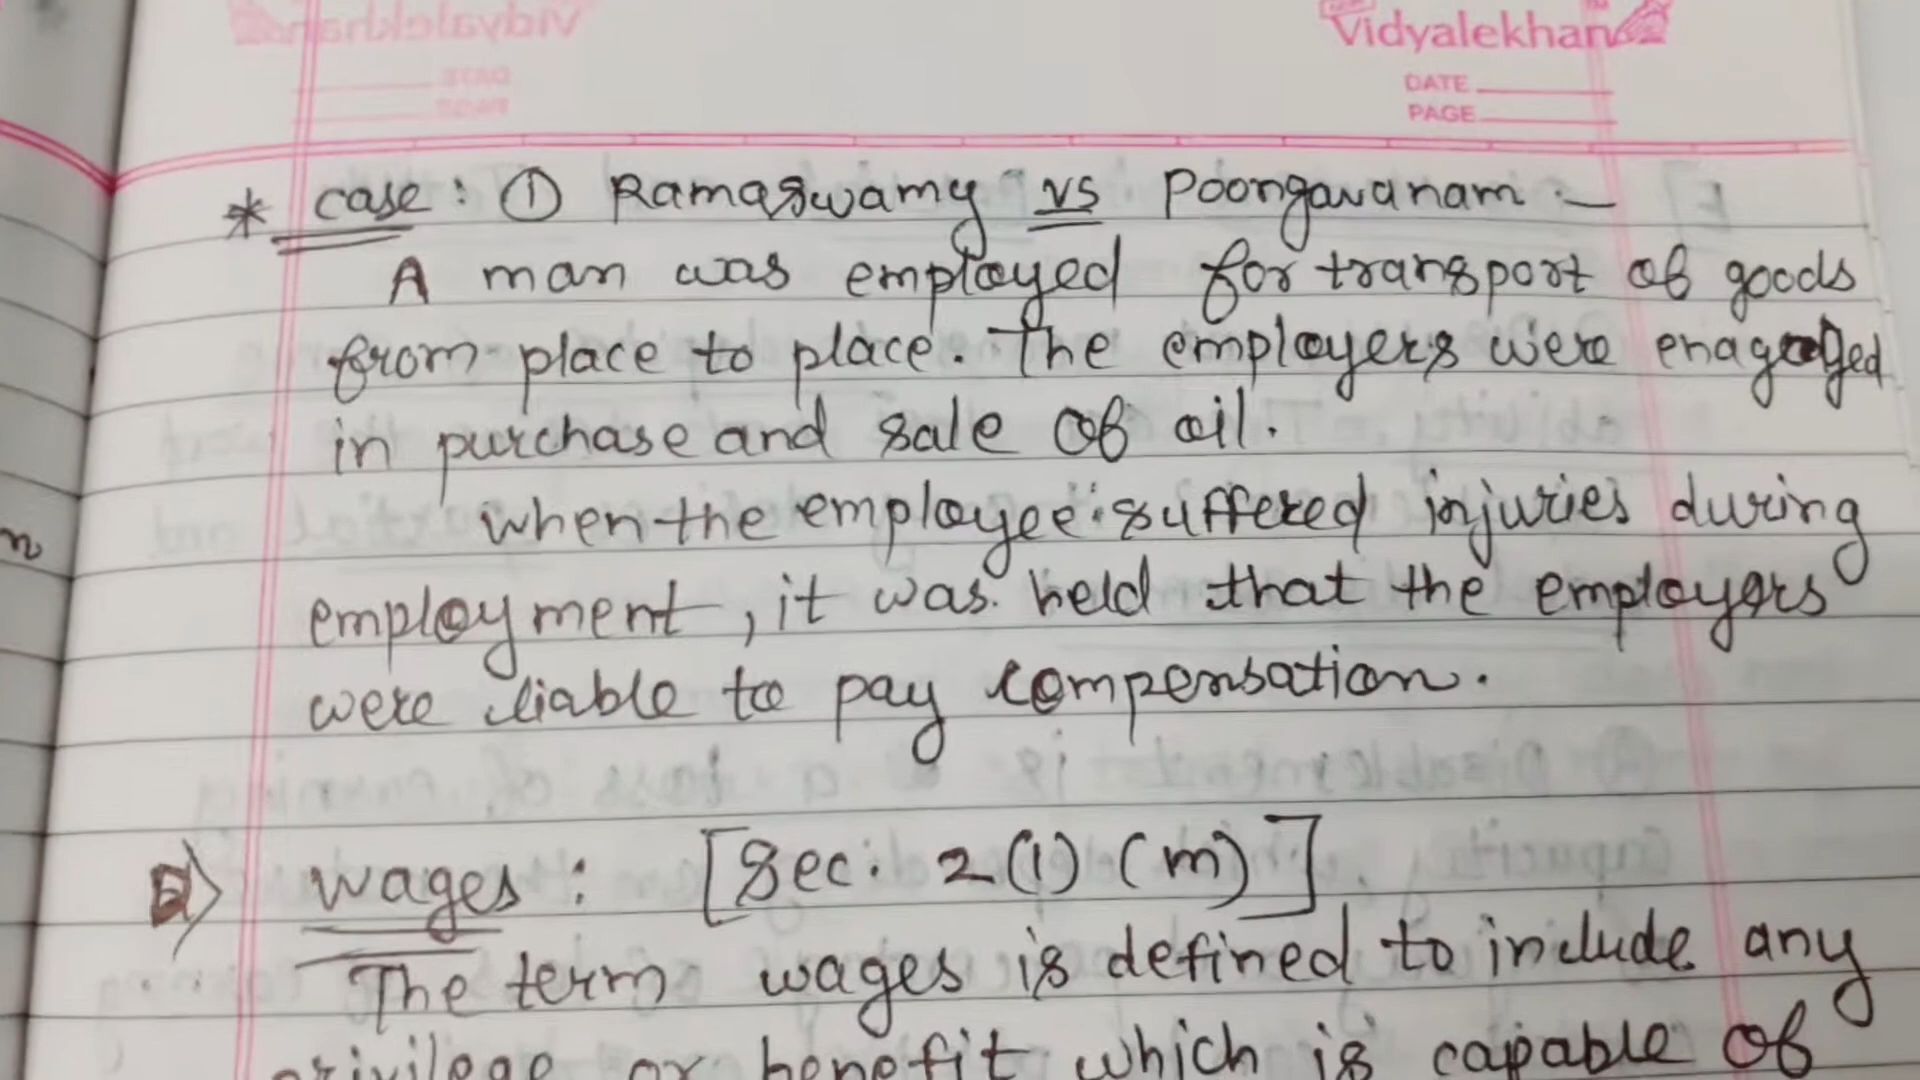 Vidyalekhan
DATE
PAGE
* case : ① Ramaswamy vs Poongavanam :-
A man was employed for transport of goods
from place to place. The employers were enagaged
in purchase and sale of oil.
when the employee suffered injuries during
employment, it was held that the employers
were liable to pay compensation.
wages : [Sec. 2(1) (m)]
The term wages is defined to include any
privilege or benefit which is capable of